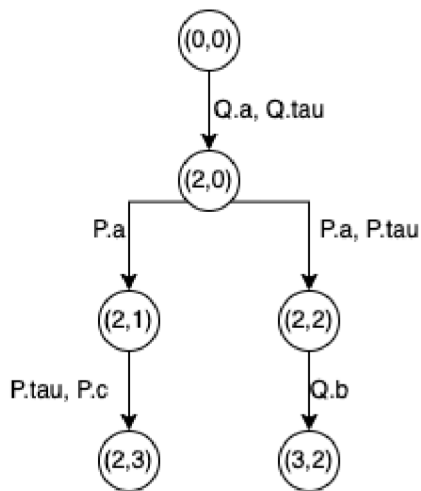 (0,0)
Q.a, Q.tau
(2,0)
P.a
P.a, P.tau
(2,1)
(2,2)
P.tau, P.c
Q.b
(2,3)
(3,2)